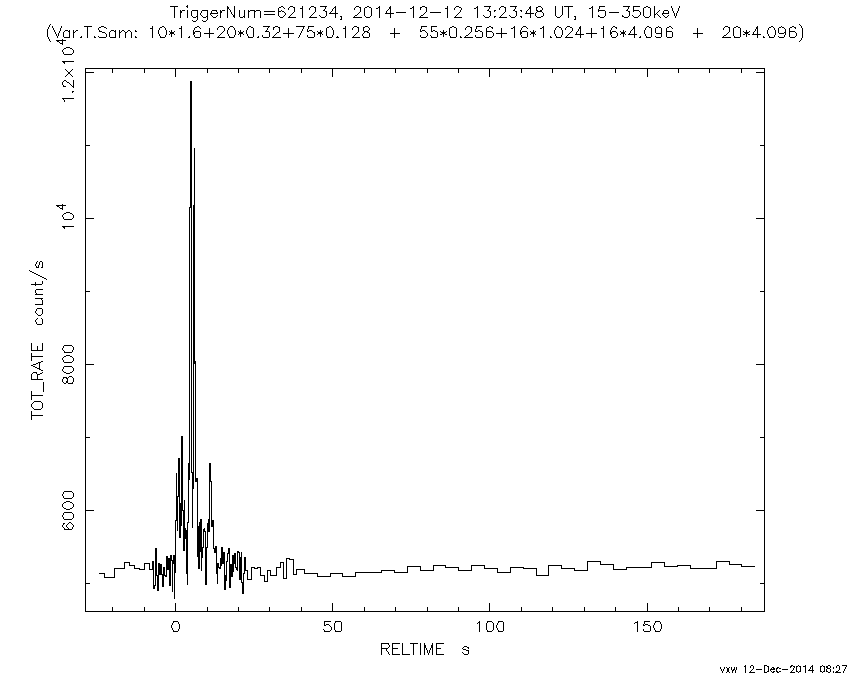 TriggerNum=621234, 2014-12-12 13:23:48 UT, 15-350keV
(Var.T.Sam: 10*1.6+20*0.32+75*0.128 + 55*0.256+16*1.024+16*4.096 + 20*4.096)
1.2×10⁴
10⁴
8000
6000
TOT_RATE count/s
0 50 100 150
RELTIME s
vxw 12-Dec-2014 08:27